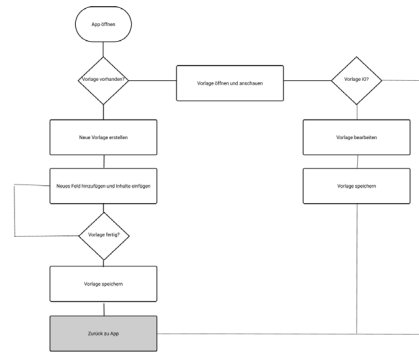 App öffnen
Vorlage vorhanden?
Vorlage öffnen und anschauen
Vorlage iO?
Neue Vorlage erstellen
Vorlage bearbeiten
Neues Feld hinzufügen und Inhalte einfügen
Vorlage speichern
Vorlage fertig?
Vorlage speichern
Zurück zu App